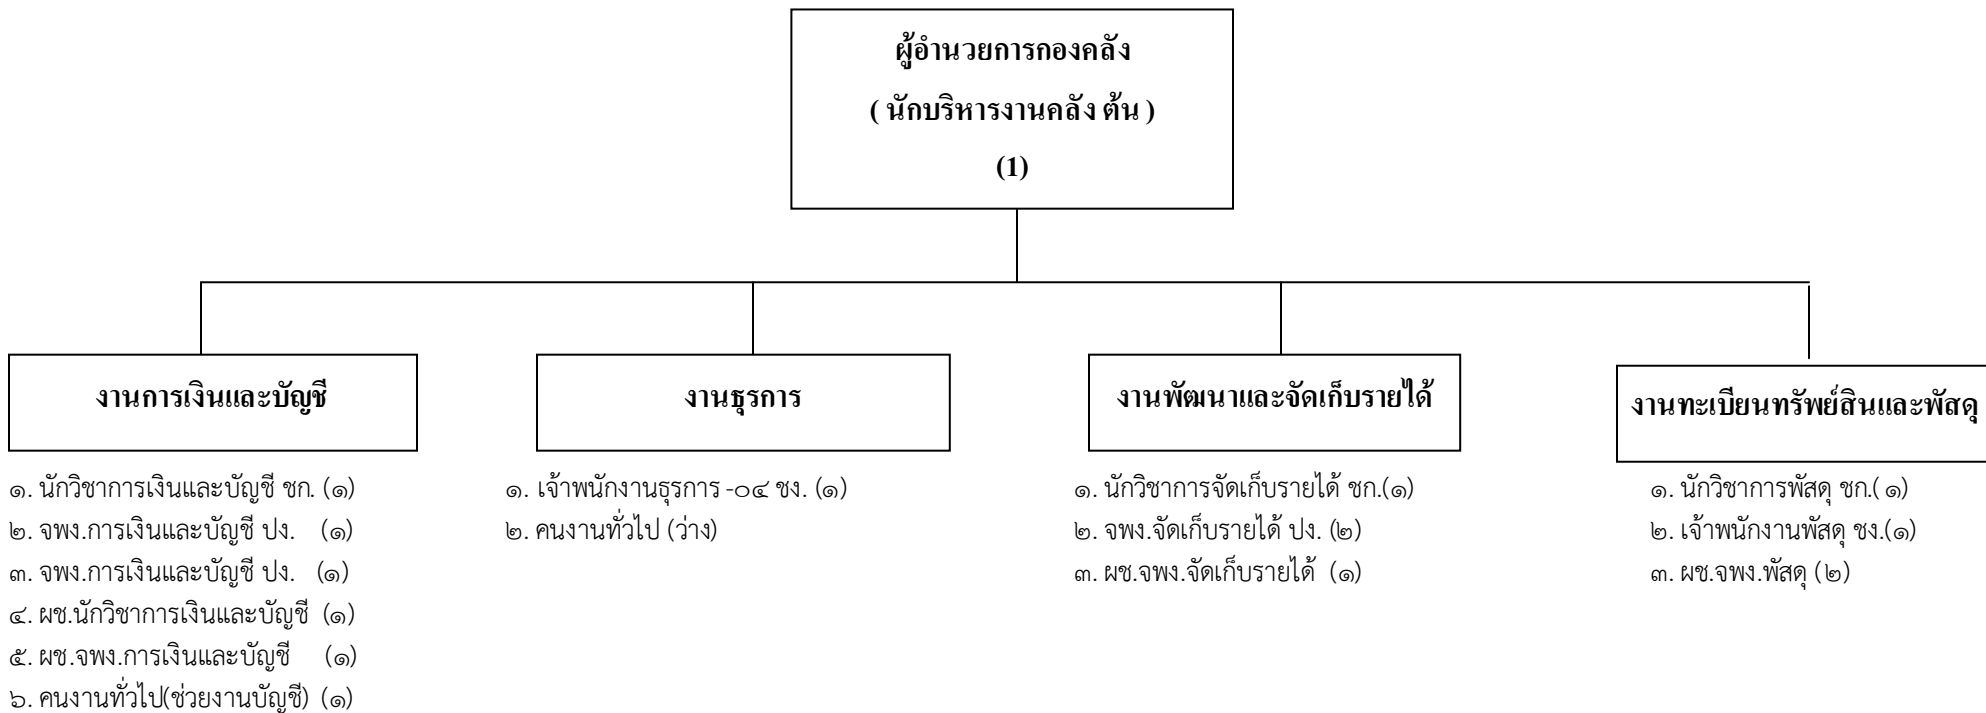 ผู้อำนวยการกองคลัง
( นักบริหารงานคลัง ต้น )
(1)
งานการเงินและบัญชี
๑. นักวิชาการเงินและบัญชี ชก. (๑)
๒. จพง.การเงินและบัญชี ปง. (๑)
๓. จพง.การเงินและบัญชี ปง. (๑)
๔. ผช.นักวิชาการเงินและบัญชี (๑)
๕. ผช.จพง.การเงินและบัญชี (๑)
๖. คนงานทั่วไป(ช่วยงานบัญชี) (๑)
งานธุรการ
๑. เจ้าพนักงานธุรการ -๐๔ ชง. (๑)
๒. คนงานทั่วไป (ว่าง)
งานพัฒนาและจัดเก็บรายได้
๑. นักวิชาการจัดเก็บรายได้ ชก.(๑)
๒. จพง.จัดเก็บรายได้ ปง. (๒)
๓. ผช.จพง.จัดเก็บรายได้ (๑)
งานทะเบียนทรัพย์สินและพัสดุ
๑. นักวิชาการพัสดุ ชก.( ๑)
๒. เจ้าพนักงานพัสดุ ชง.(๑)
๓. ผช.จพง.พัสดุ (๒)